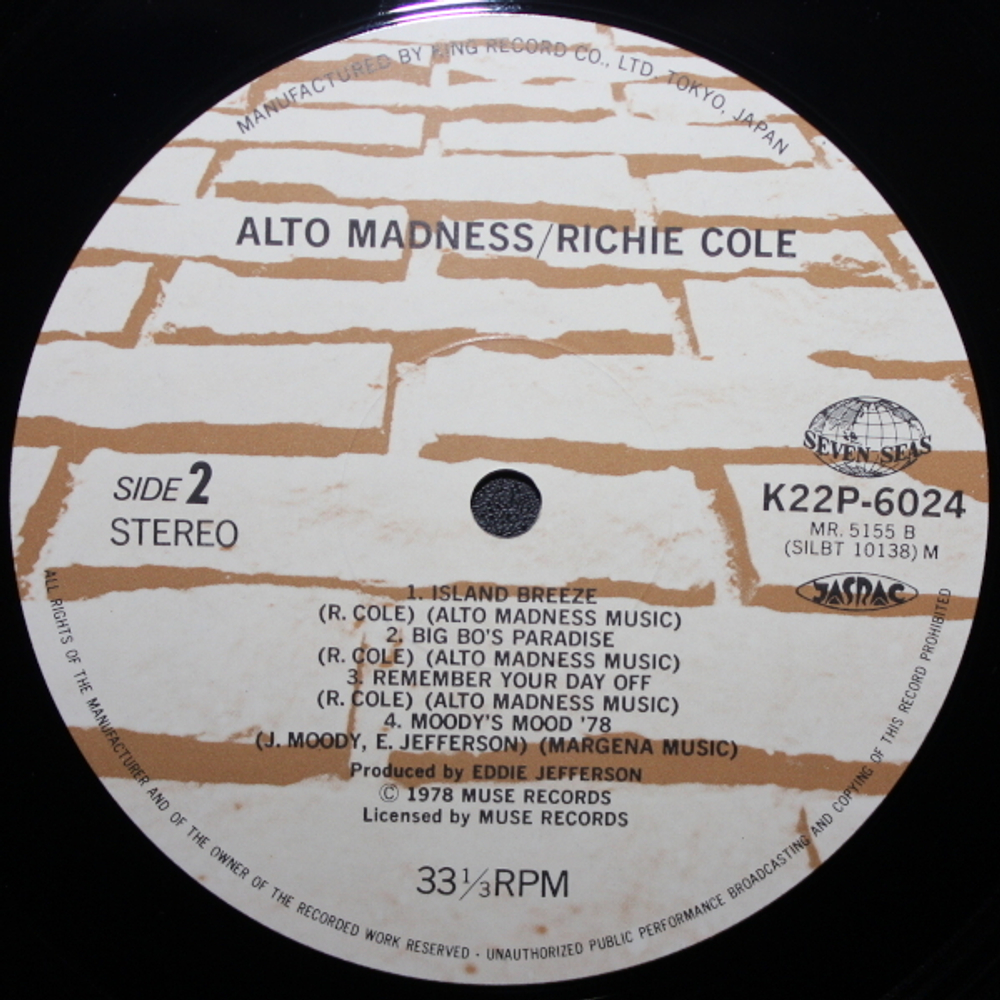 MANUFACTURED BY KING RECORD CO., LTD. TOKYO, JAPAN
ALTO MADNESS/RICHIE COLE
SEVEN SEAS
SIDE 2
STEREO
K22P-6024
MR. 5155 B
(SILBT 10138) M
JASRAC
1. ISLAND BREEZE
(R. COLE) (ALTO MADNESS MUSIC)
2. BIG BO'S PARADISE
(R. COLE) (ALTO MADNESS MUSIC)
3. REMEMBER YOUR DAY OFF
(R. COLE) (ALTO MADNESS MUSIC)
4. MOODY'S MOOD '78
(J. MOODY, E. JEFFERSON) (MARGENA MUSIC)
Produced by EDDIE JEFFERSON
© 1978 MUSE RECORDS
Licensed by MUSE RECORDS
33 1/3 RPM
ALL RIGHTS OF THE MANUFACTURER AND OF THE OWNER OF THE RECORDED WORK RESERVED · UNAUTHORIZED PUBLIC PERFORMANCE BROADCASTING AND COPYING OF THIS RECORD PROHIBITED